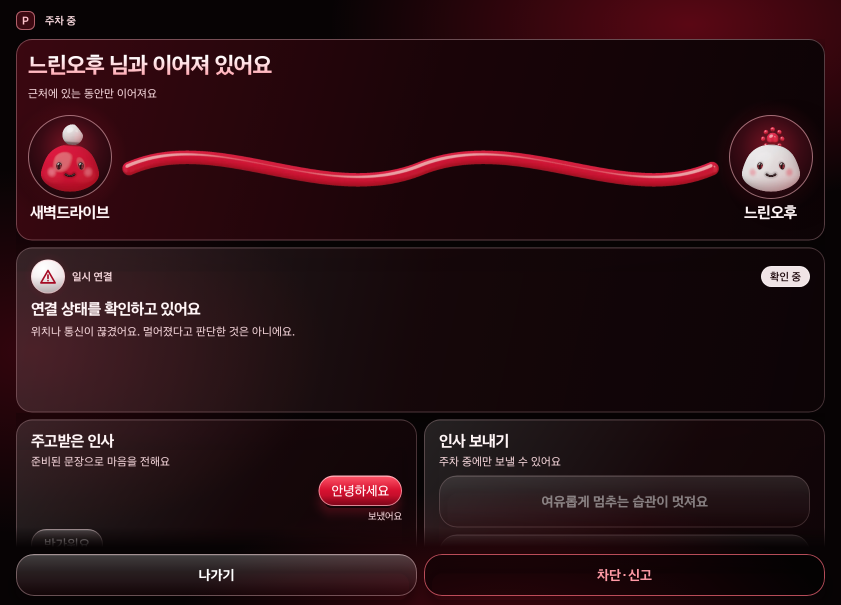 P 주차 중
느린오후 님과 이어져 있어요
근처에 있는 동안만 이어져요
새벽드라이브
느린오후
일시 연결
확인 중
연결 상태를 확인하고 있어요
위치나 통신이 끊겼어요. 멀어졌다고 판단한 것은 아니에요.
주고받은 인사
준비된 문장으로 마음을 전해요
안녕하세요
보냈어요
반가워요
인사 보내기
주차 중에만 보낼 수 있어요
여유롭게 멈추는 습관이 멋져요
나가기
차단·신고